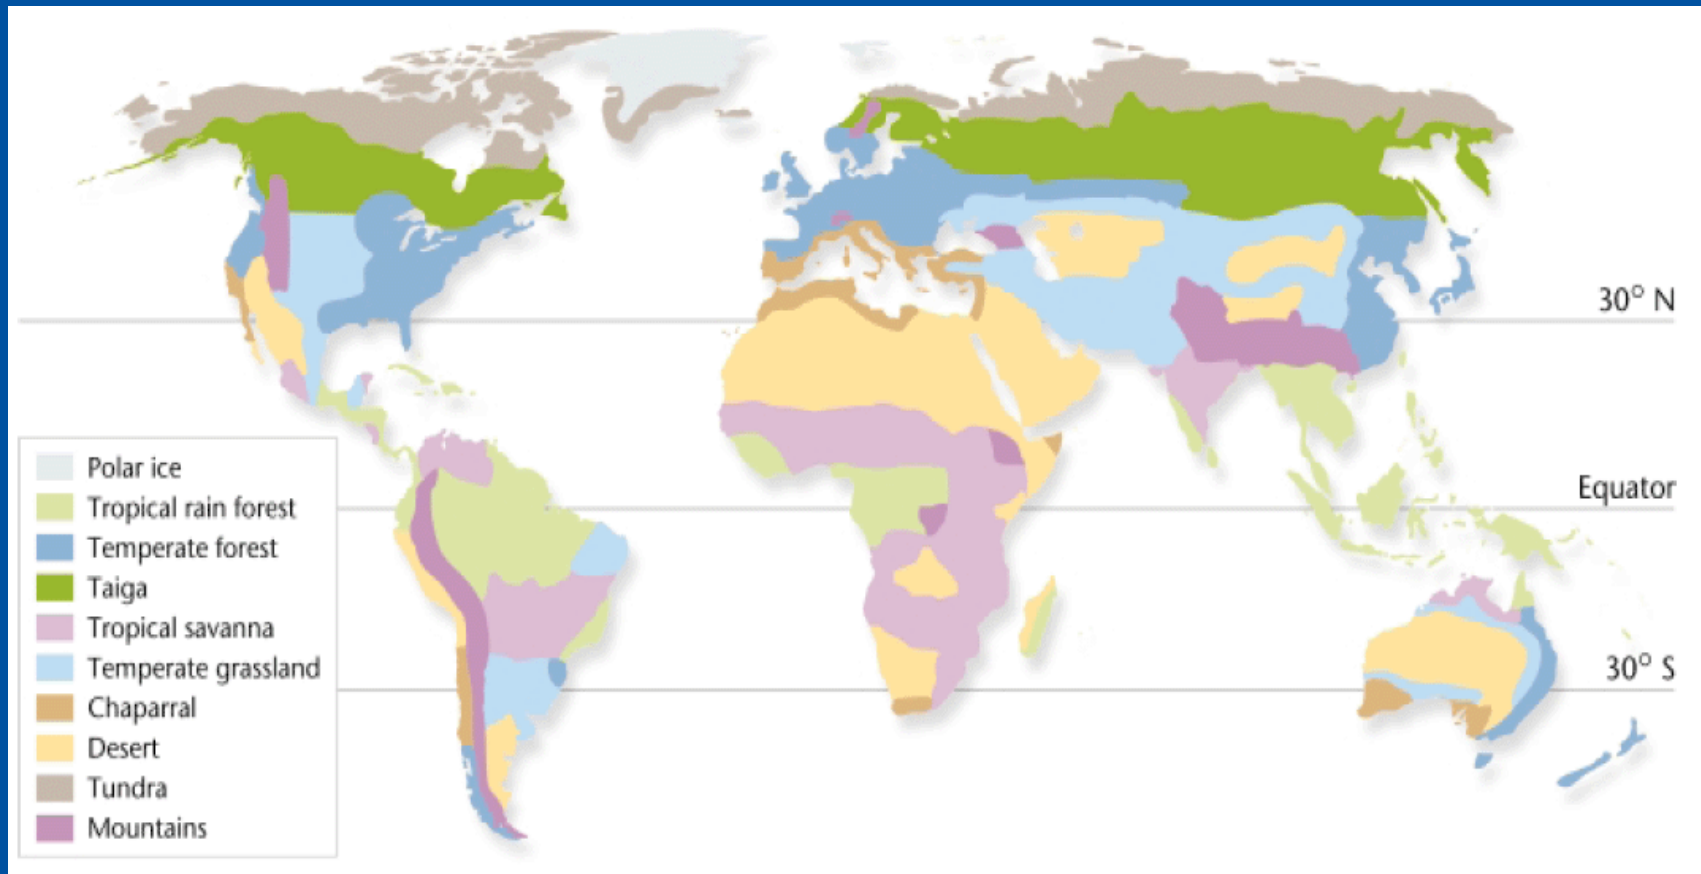 30° N
Equator
30° S
Polar ice
Tropical rain forest
Temperate forest
Taiga
Tropical savanna
Temperate grassland
Chaparral
Desert
Tundra
Mountains